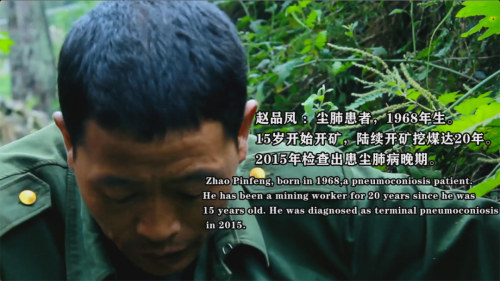 赵品凤：尘肺患者，1968年生。
15岁开始开矿，陆续开矿挖煤达20年。
2015年检查出患尘肺病晚期。
Zhao Pinfeng, born in 1968,a pneumoconiosis patient.
He has been a mining worker for 20 years since he was
15 years old. He was diagnosed as terminal pneumoconiosis
in 2015.